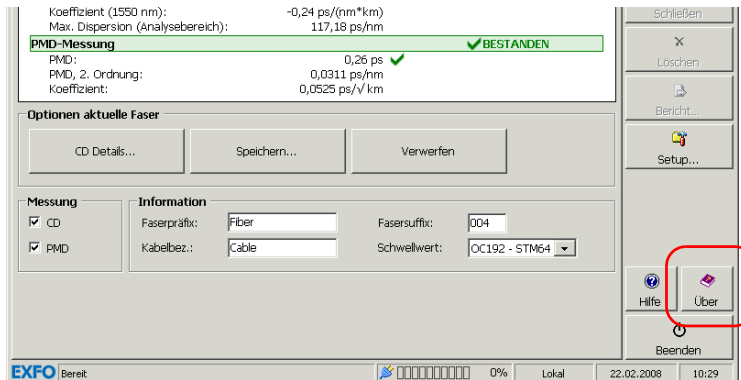 Koeffizient (1550 nm): -0,24 ps/(nm*km)
Max. Dispersion (Analysebereich): 117,18 ps/nm
PMD-Messung BESTANDEN
PMD: 0,26 ps
PMD, 2. Ordnung: 0,0311 ps/nm
Koeffizient: 0,0525 ps/√km
Optionen aktuelle Faser
CD Details... Speichern... Verwerfen
Messung
CD
PMD
Information
Faserpräfix: Fiber Fasersuffix: 004
Kabelbez.: Cable Schwellwert: OC192 - STM64
Schließen
Löschen
Bericht...
Setup...
Hilfe Über
Beenden
EXFO Bereit 0% Lokal 22.02.2008 10:29